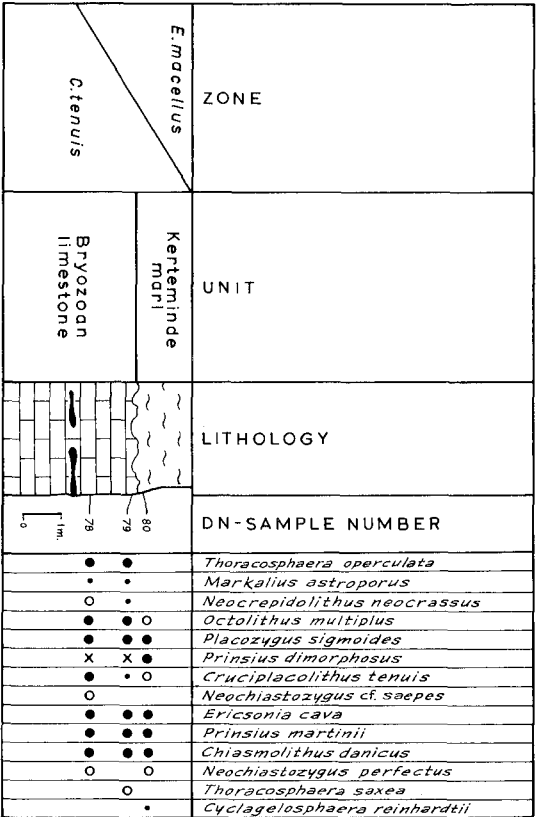 E.macellus
C.tenuis
ZONE
Kerteminde
marl
Bryozoan
limestone
UNIT
LITHOLOGY
0 1m.
78
79
80
DN-SAMPLE NUMBER
Thoracosphaera operculata
Markalius astroporus
Neocrepidolithus neocrassus
Octolithus multiplus
Placozygus sigmoides
Prinsius dimorphosus
Cruciplacolithus tenuis
Neochiastozygus cf. saepes
Ericsonia cava
Prinsius martinii
Chiasmolithus danicus
Neochiastozygus perfectus
Thoracosphaera saxea
Cyclagelosphaera reinhardtii